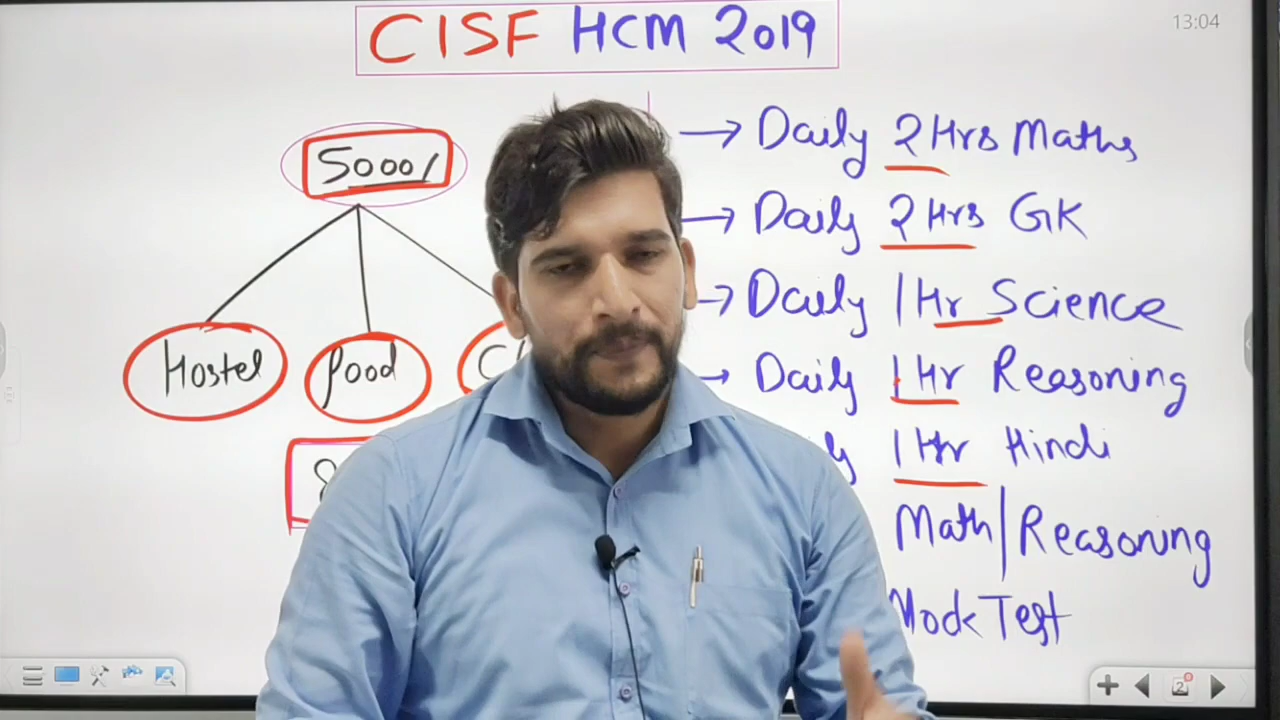 CISF HCM 2019
13:04
5000/
Hostel
food
→ Daily 2 Hrs Maths
→ Daily 2 Hrs GK
→ Daily 1 Hr Science
→ Daily 1 Hr Reasoning
1 Hr Hindi
Math/Reasoning
Mock Test
2